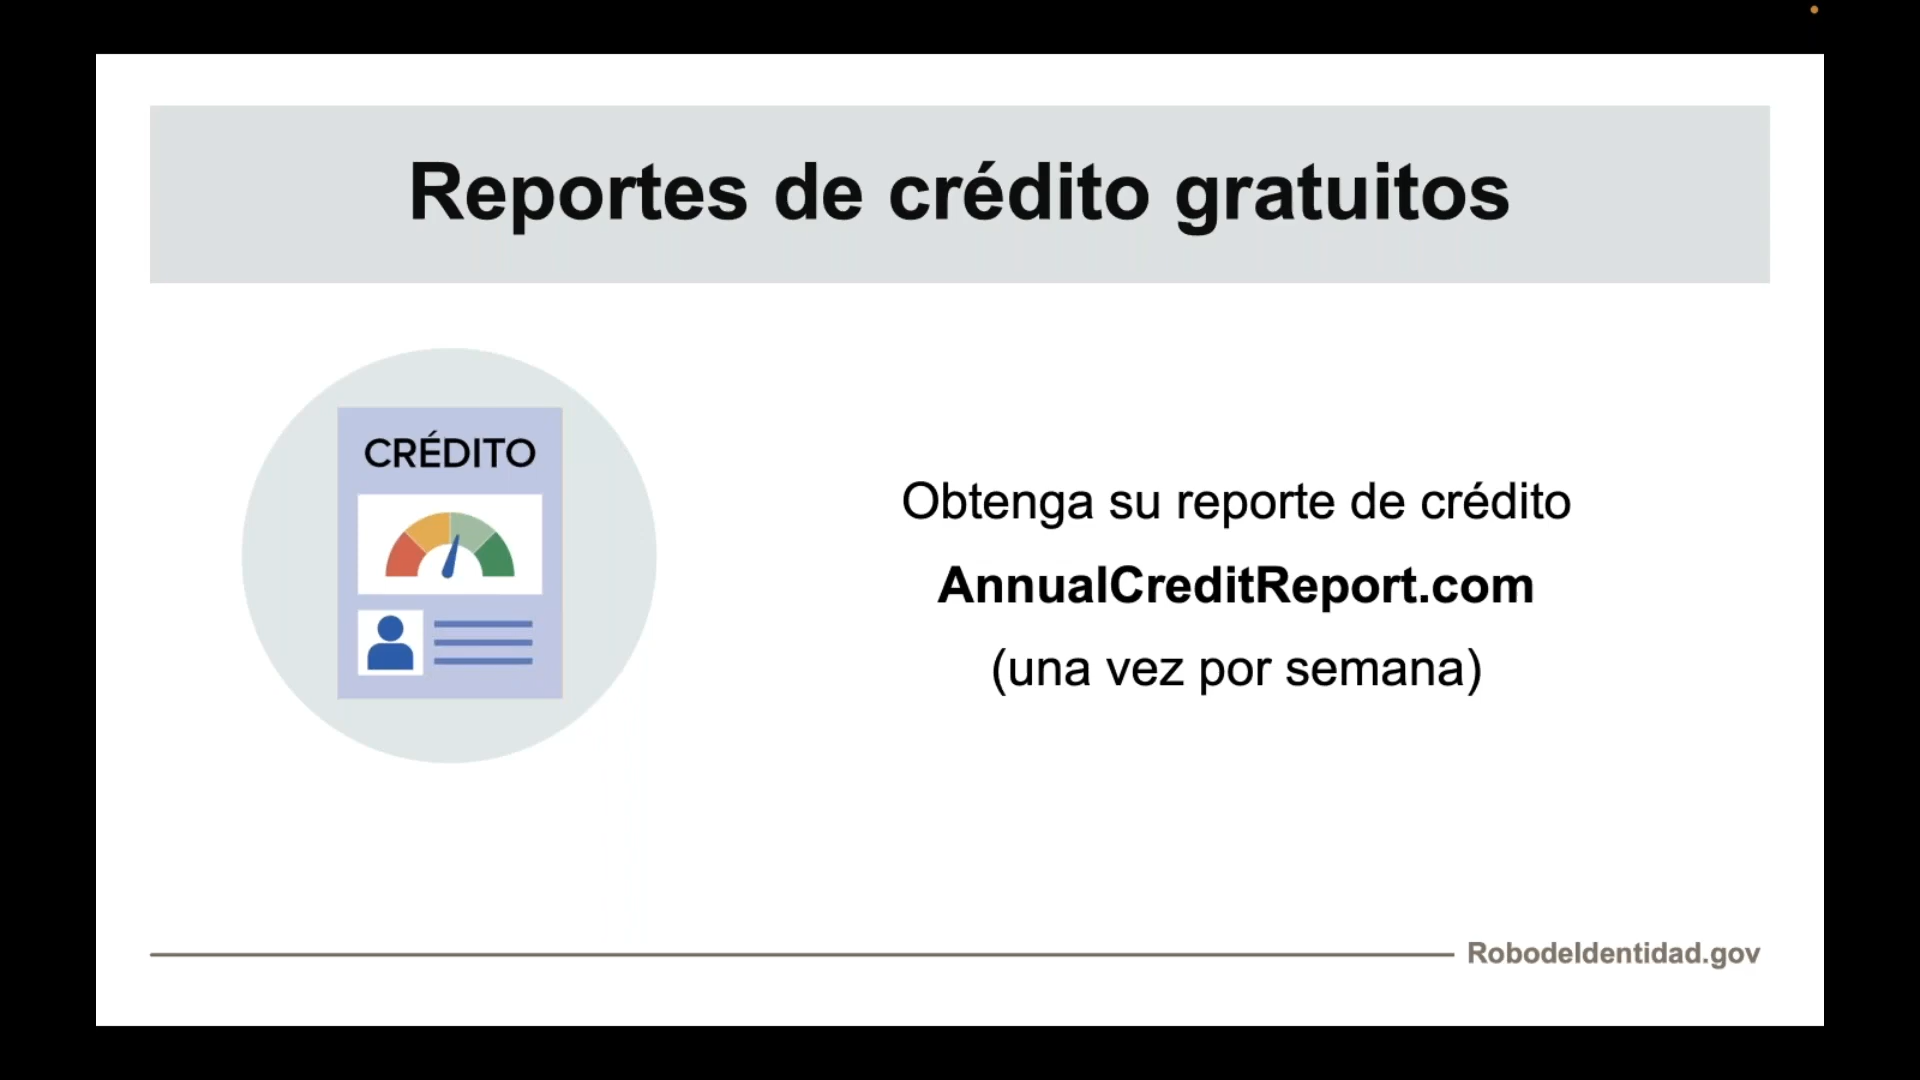 Reportes de crédito gratuitos
CRÉDITO
Obtenga su reporte de crédito
AnnualCreditReport.com
(una vez por semana)
RobodeIdentidad.gov